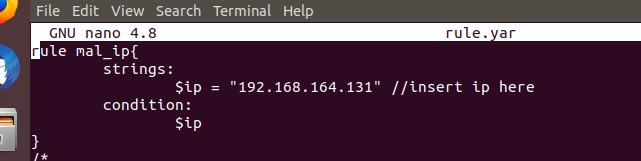 File Edit View Search Terminal Help
GNU nano 4.8 rule.yar
rule mal_ip{
strings:
$ip = "192.168.164.131" //insert ip here
condition:
$ip
}
/*